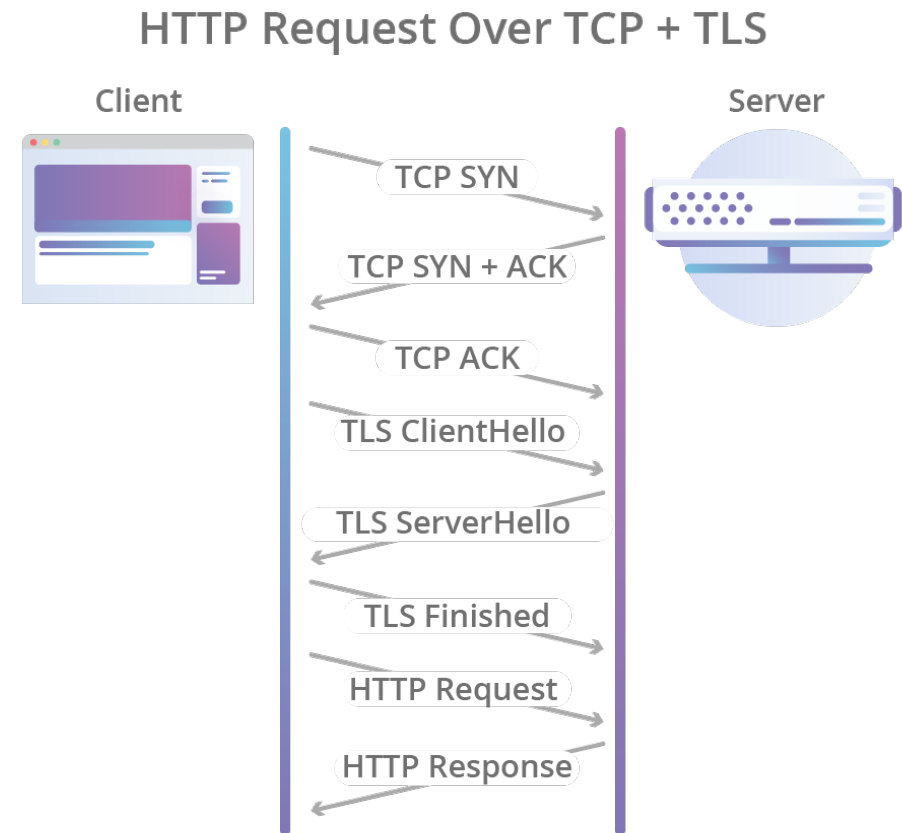 HTTP Request Over TCP + TLS
Client
Server
TCP SYN
TCP SYN + ACK
TCP ACK
TLS ClientHello
TLS ServerHello
TLS Finished
HTTP Request
HTTP Response